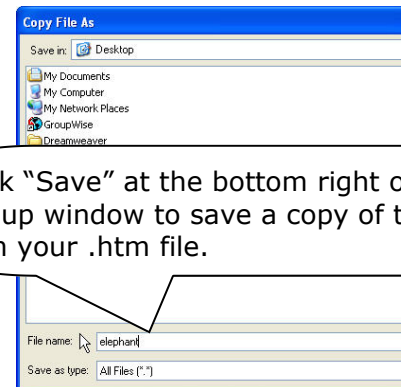 Copy File As
Save in: Desktop
My Documents
My Computer
My Network Places
GroupWise
Dreamweaver
k “Save” at the bottom right o
up window to save a copy of t
your .htm file.
File name: elephant
Save as type: All Files (*.*)